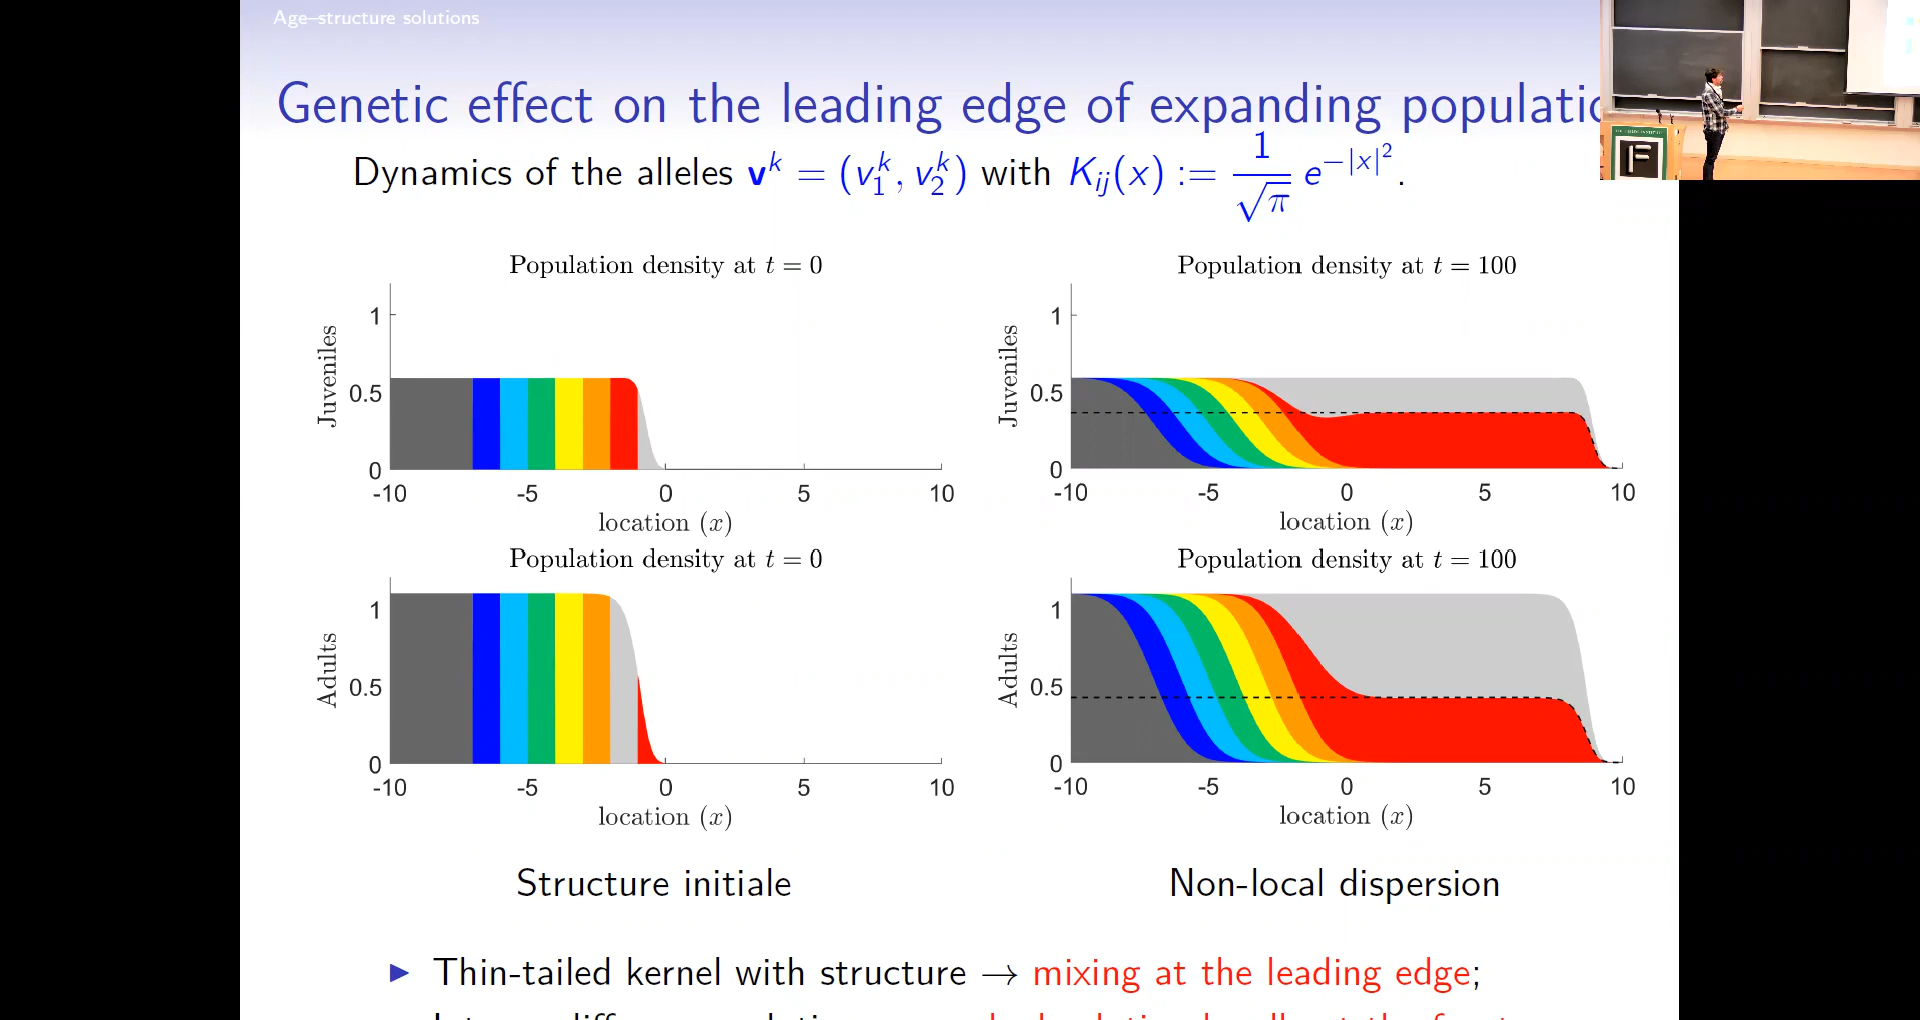 Age–structure solutions
Genetic effect on the leading edge of expanding populatio
Dynamics of the alleles v^k = (v_1^k, v_2^k) with K_{ij}(x) := \frac{1}{\sqrt{\pi}} e^{-|x|^2}.
Population density at t = 0
Juveniles
1
0.5
0
-10 -5 0 5 10
location (x)
Population density at t = 100
Juveniles
1
0.5
0
-10 -5 0 5 10
location (x)
Population density at t = 0
Adults
1
0.5
0
-10 -5 0 5 10
location (x)
Population density at t = 100
Adults
1
0.5
0
-10 -5 0 5 10
location (x)
Structure initiale
Non-local dispersion
▶ Thin-tailed kernel with structure → mixing at the leading edge;